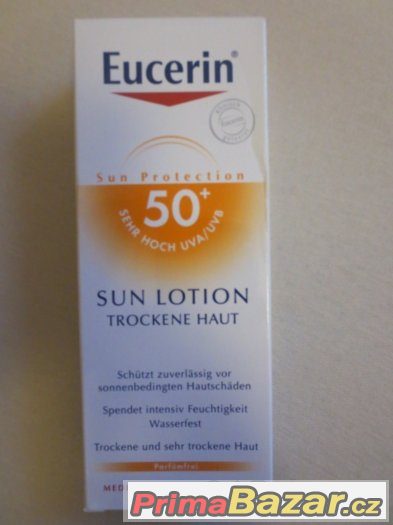 Eucerin®
Eucerin
Sun Protection
50+
SEHR HOCH UVA/UVB
SUN LOTION
TROCKENE HAUT
Schützt zuverlässig vor
sonnenbedingten Hautschäden
Spendet intensiv Feuchtigkeit
Wasserfest
Trockene und sehr trockene Haut
Parfümfrei
PrimaBazar.cz